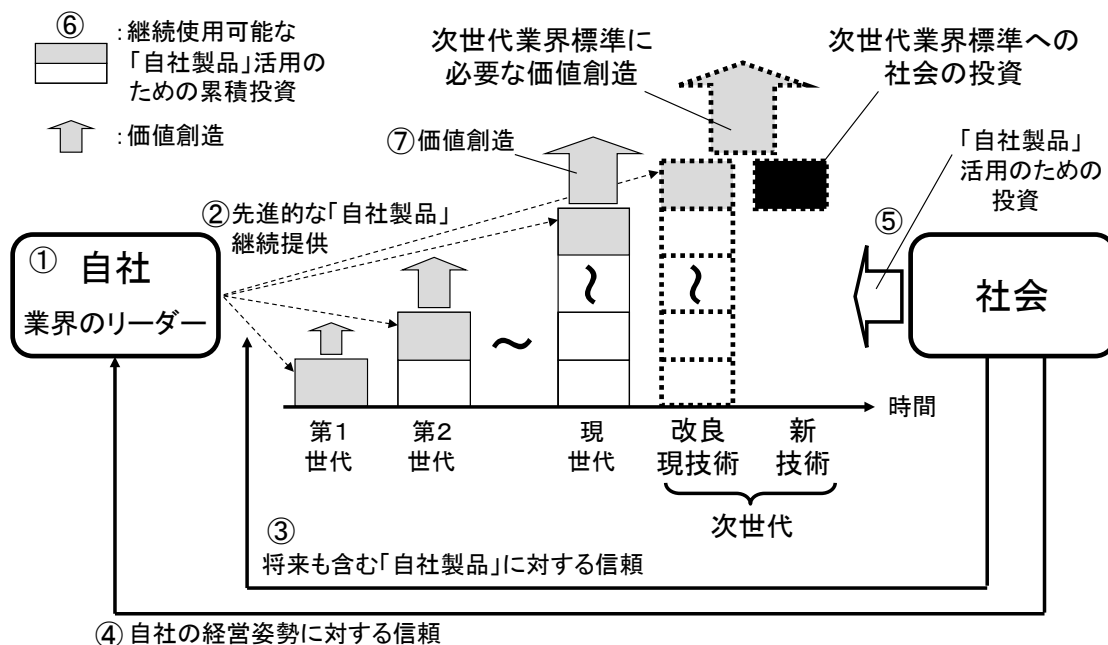 ⑥
：継続使用可能な
「自社製品」活用の
ための累積投資
：価値創造
次世代業界標準に
必要な価値創造
次世代業界標準への
社会の投資
⑦価値創造
「自社製品」
活用のための
投資
②先進的な「自社製品」
継続提供
⑤
① 自社
業界のリーダー
社会
～
～
～
時間
第１
世代
第２
世代
現
世代
改良
現技術
新
技術
次世代
③
将来も含む「自社製品」に対する信頼
④ 自社の経営姿勢に対する信頼